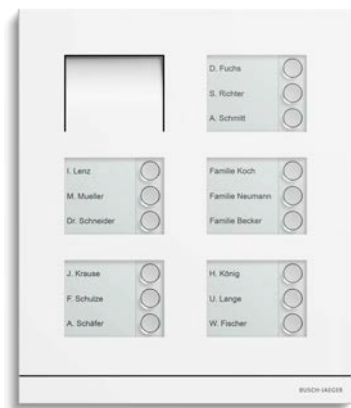 D. Fuchs
S. Richter
A. Schmitt
I. Lenz
M. Mueller
Dr. Schneider
Familie Koch
Familie Neumann
Familie Becker
J. Krause
F. Schulze
A. Schäfer
H. König
U. Lange
W. Fischer
BUSCH-JAEGER